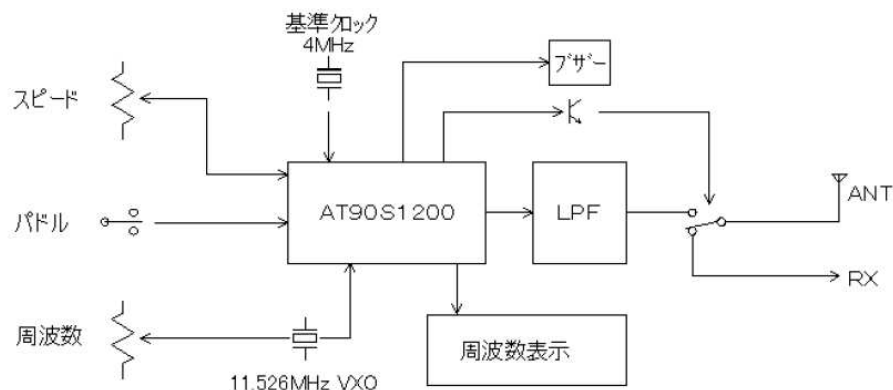 基準クロック
4MHz
ブザー
スピード
AT90S1200
LPF
ANT
パドル
RX
周波数
周波数表示
11.526MHz VXO